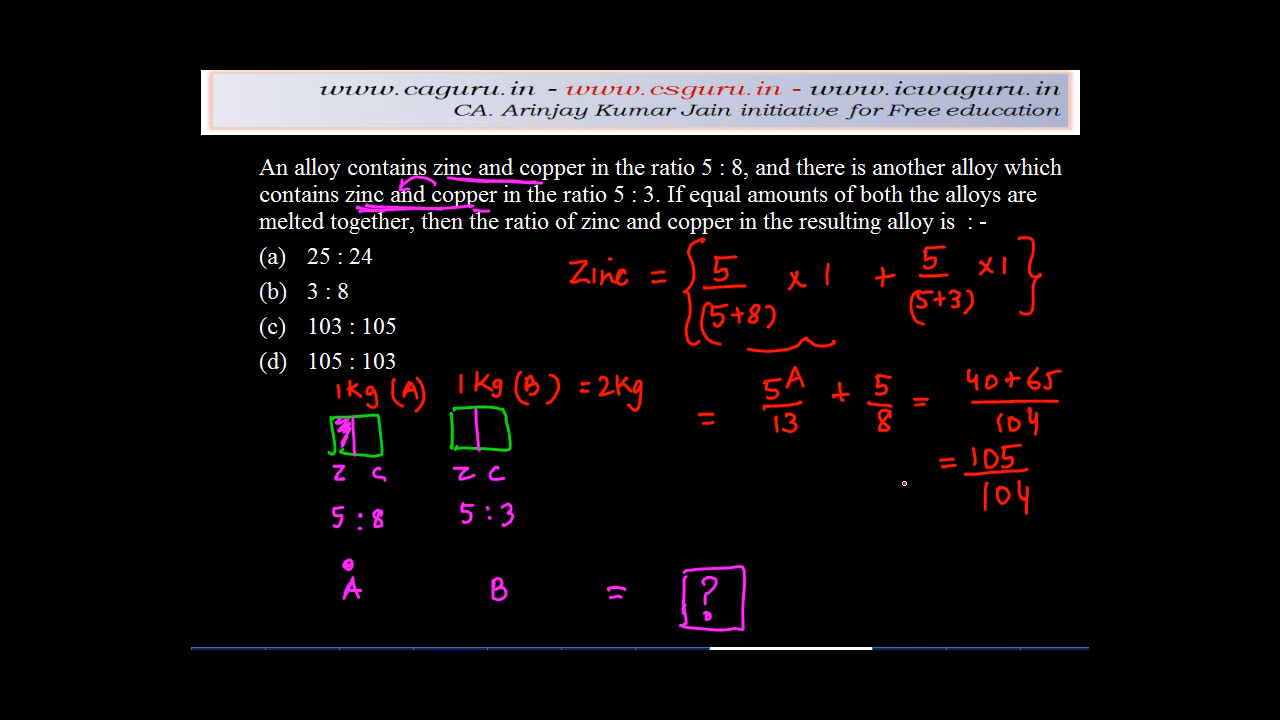 www.caguru.in - www.csguru.in - www.icwaguru.in
CA. Arinjay Kumar Jain initiative for Free education
An alloy contains zinc and copper in the ratio 5 : 8, and there is another alloy which
contains zinc and copper in the ratio 5 : 3. If equal amounts of both the alloys are
melted together, then the ratio of zinc and copper in the resulting alloy is : -
(a) 25 : 24
(b) 3 : 8
(c) 103 : 105
(d) 105 : 103
Zinc = { 5/(5+8) x 1 + 5/(5+3) x 1 }
A
= 5/13 + 5/8 = 40+65/104
= 105/104
1Kg (A) 1Kg (B) = 2Kg
Z C Z C
5 : 8 5 : 3
A B = ?